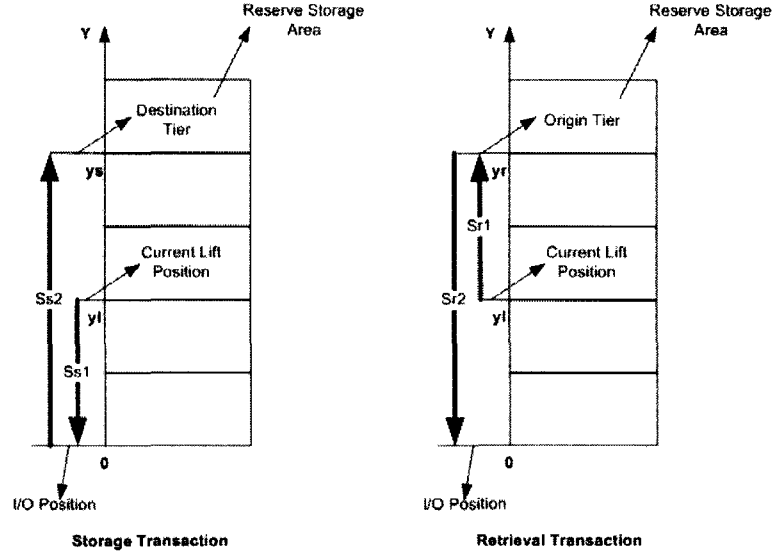 Reserve Storage
Area
Y
Destination
Tier
ys
Current Lift
Position
Ss2
yl
Ss1
0
I/O Position
Storage Transaction
Reserve Storage
Area
Y
Origin Tier
yr
Sr1
Current Lift
Position
Sr2
yl
0
I/O Position
Retrieval Transaction